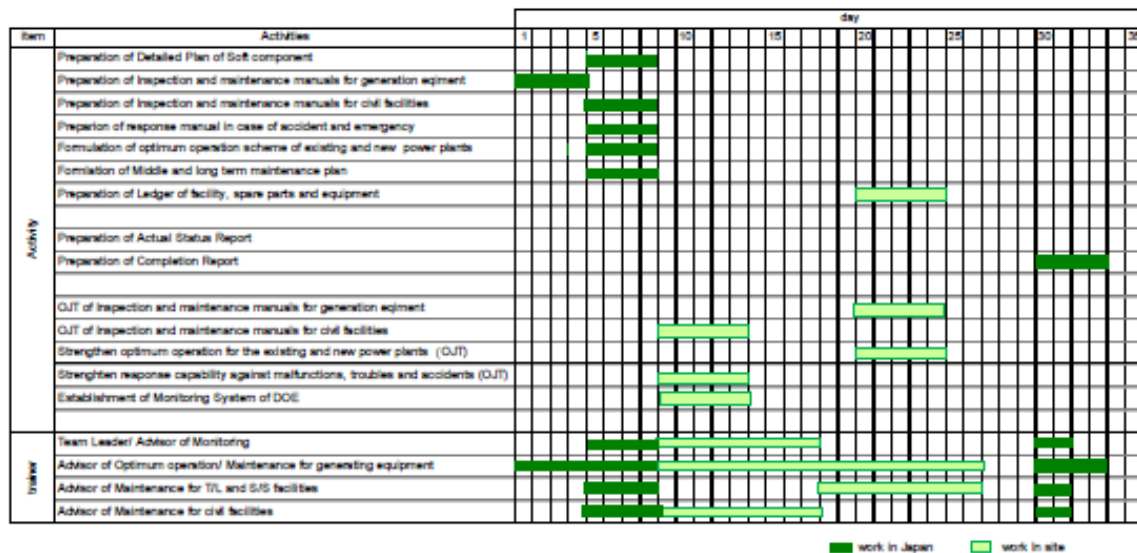 day
Item Activities 1 5 10 15 20 25 30 35
Preparation of Detailed Plan of Soft component
Preparation of Inspection and maintenance manuals for generation eqiment
Preparation of Inspection and maintenance manuals for civil facilities
Preparion of response manual in case of accident and emergency
Formulation of optimum operation scheme of existing and new power plants
Formlation of Middle and long term maintenance plan
Preparation of Ledger of facility, spare parts and equipment
Activity
Preparation of Actual Status Report
Preparation of Completion Report
OJT of Inspection and maintenance manuals for generation eqiment
OJT of Inspection and maintenance manuals for civil facilities
Strengthen optimum operation for the existing and new power plants (OJT)
Strenghten response capability against malfunctions, troubles and accidents (OJT)
Establishment of Monitoring System of DOE
trainer
Team Leader/ Advisor of Monitoring
Advisor of Optimum operation/ Maintenance for generating equipment
Advisor of Maintenance for T/L and S/S facilities
Advisor of Maintenance for civil facilities
work in Japan work in site